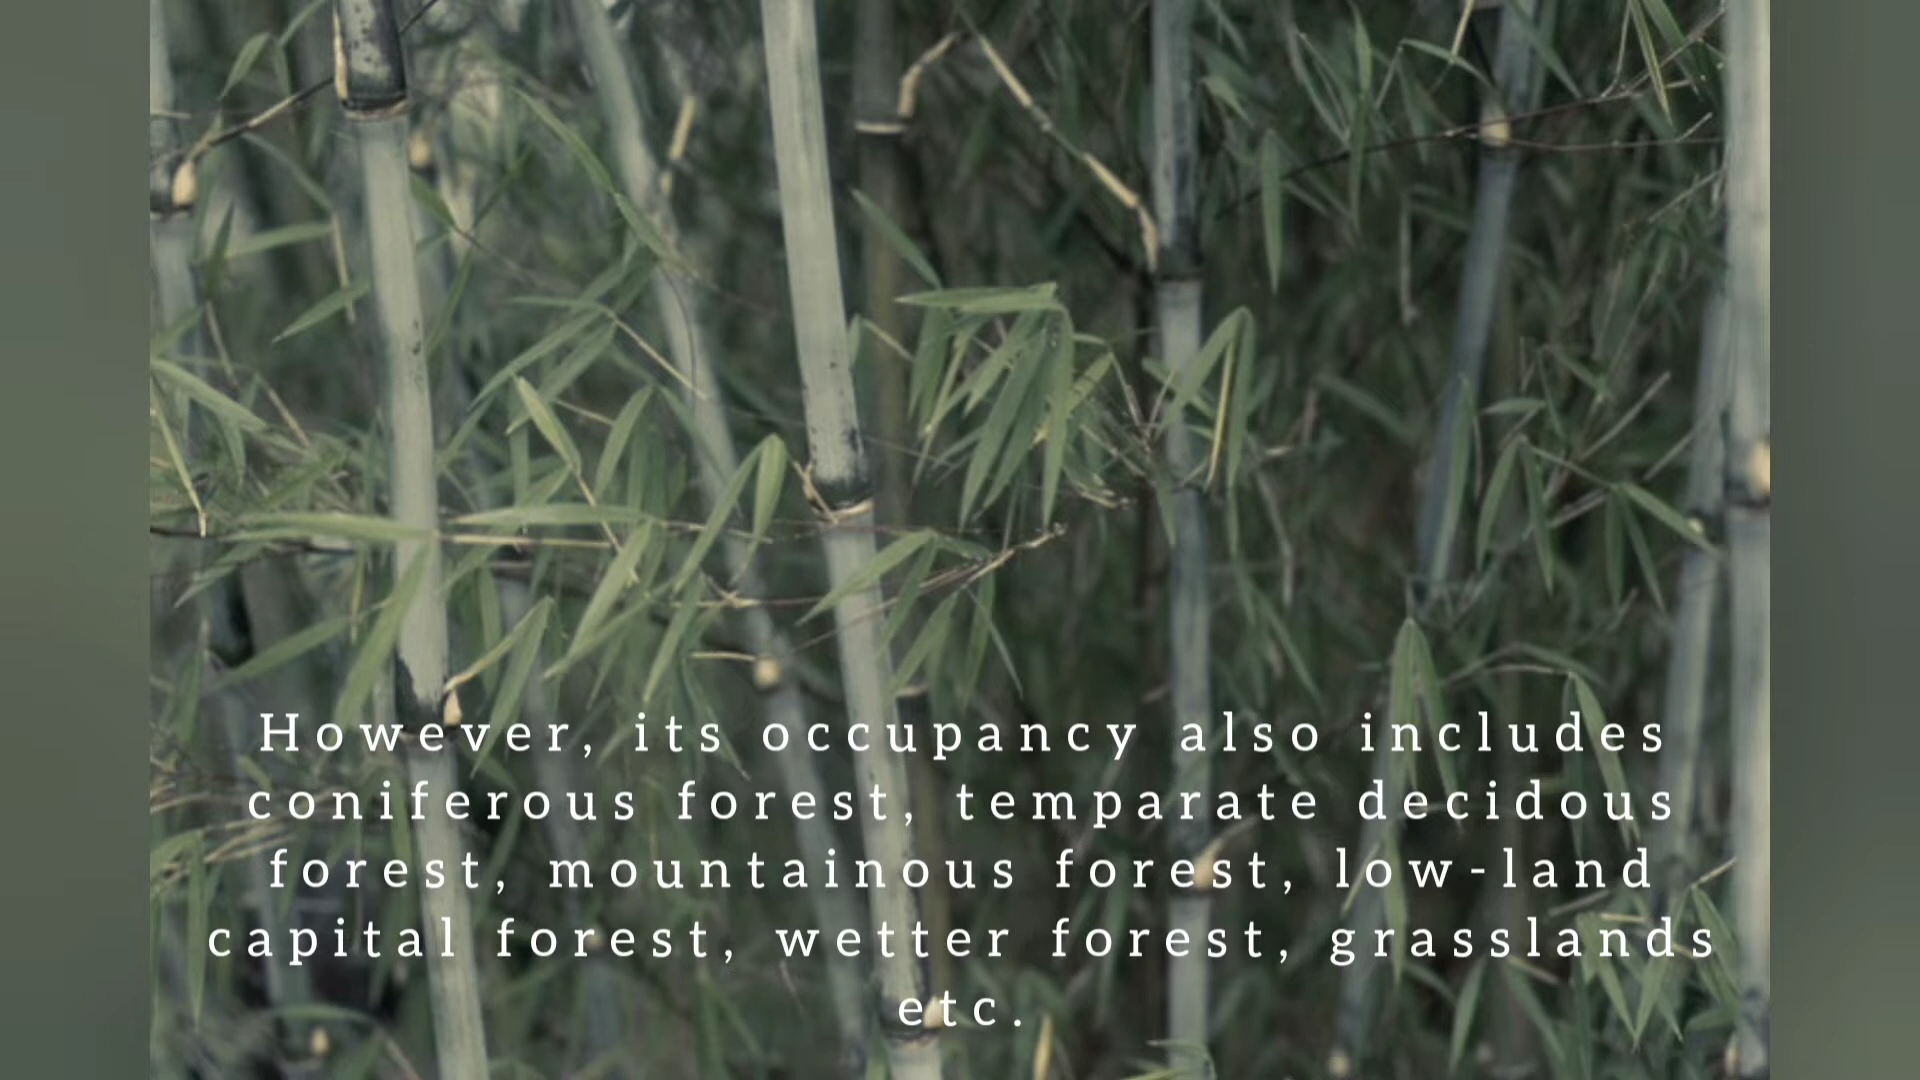 However, its occupancy also includes
coniferous forest, temparate decidous
forest, mountainous forest, low-land
capital forest, wetter forest, grasslands
etc.